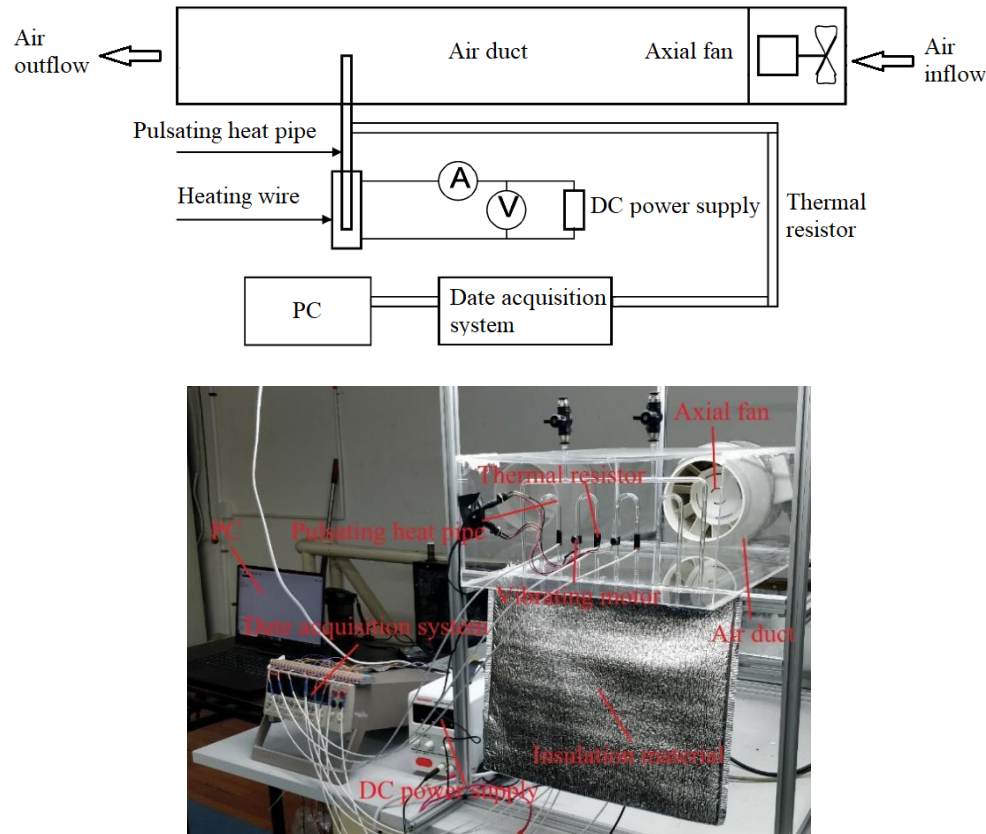 Air
outflow
Air duct
Axial fan
Air
inflow
Pulsating heat pipe
Heating wire
A
V
DC power supply
Thermal
resistor
PC
Date acquisition
system
Axial fan
Thermal resistor
PC
Pulsating heat pipe
Vibrating motor
Date acquisition system
Air duct
Insulation material
DC power supply